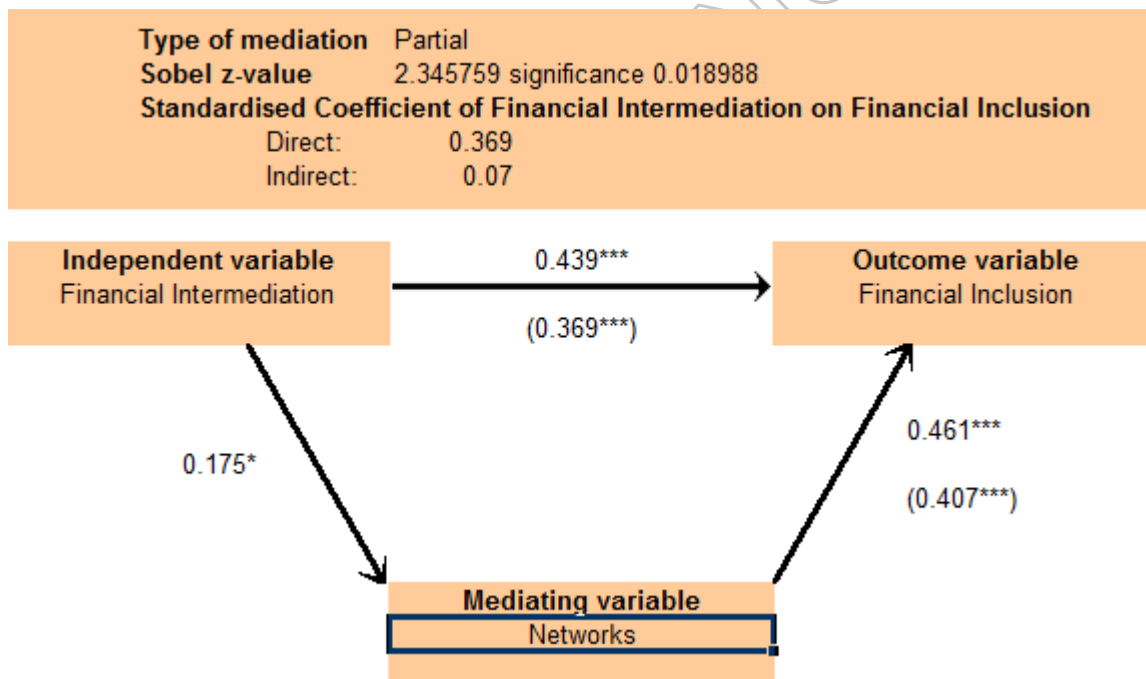 Type of mediation Partial
Sobel z-value 2.345759 significance 0.018988
Standardised Coefficient of Financial Intermediation on Financial Inclusion
Direct: 0.369
Indirect: 0.07
Independent variable
Financial Intermediation
0.439***
(0.369***)
Outcome variable
Financial Inclusion
0.175*
0.461***
(0.407***)
Mediating variable
Networks